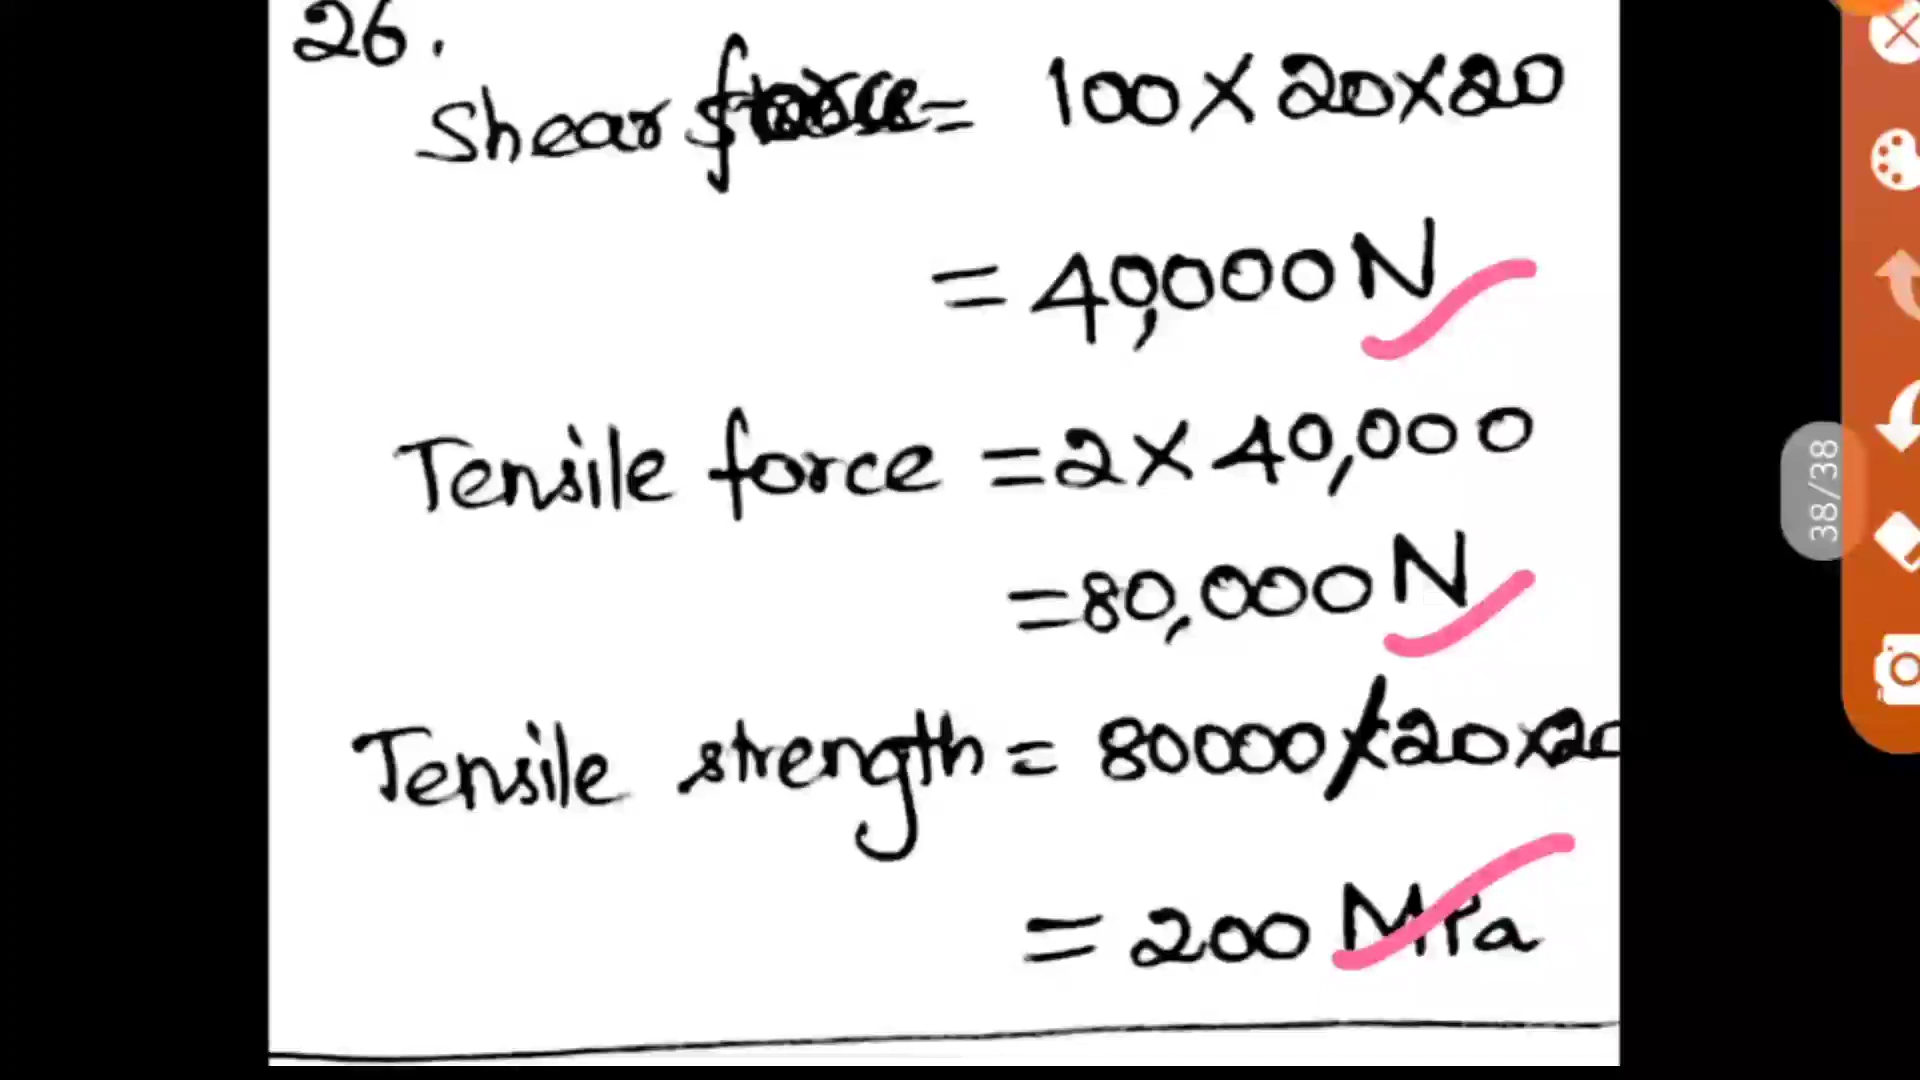 26.
Shear force = 100 X 20 X 20
= 40,000 N
Tensile force = 2 X 40,000
= 80,000 N
Tensile strength = 80000 / 20 x 20
= 200 MPa
38/38